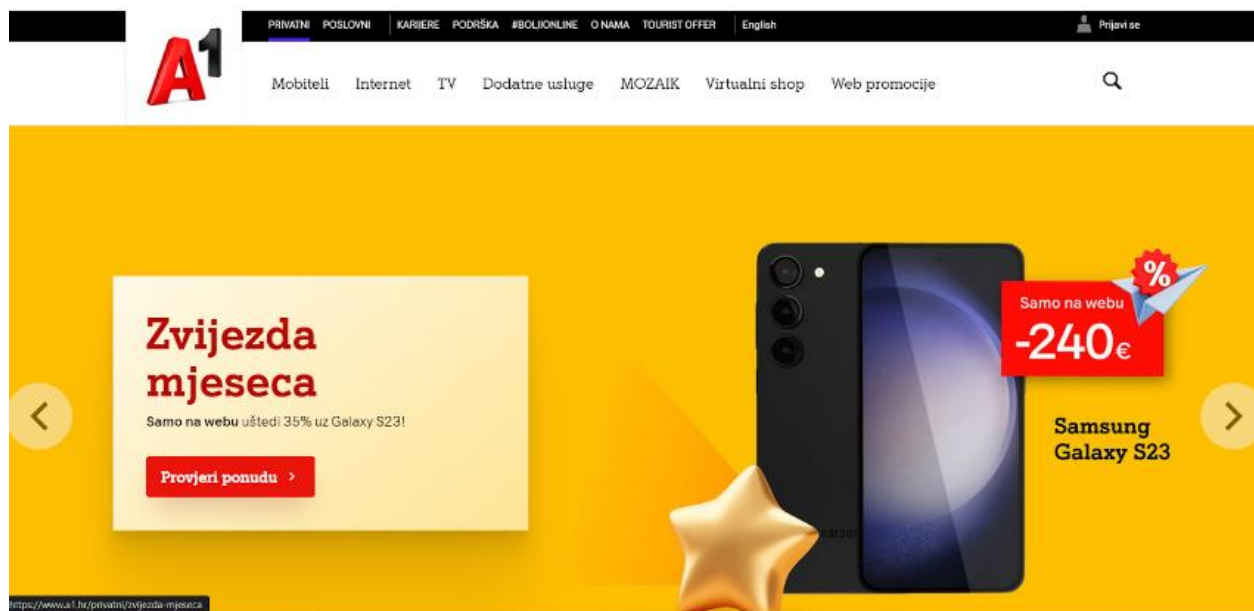 PRIVATNI POSLOVNI KARIJERE PODRŠKA #BOLJIONLINE O NAMA TOURIST OFFER English Prijavi se
A1
Mobiteli Internet TV Dodatne usluge MOZAIK Virtualni shop Web promocije
Zvijezda
mjeseca
Samo na webu uštedi 35% uz Galaxy S23!
Provjeri ponudu >
%
Samo na webu
-240€
Samsung
Galaxy S23
https://www.a1.hr/privatni/zvijezda-mjeseca